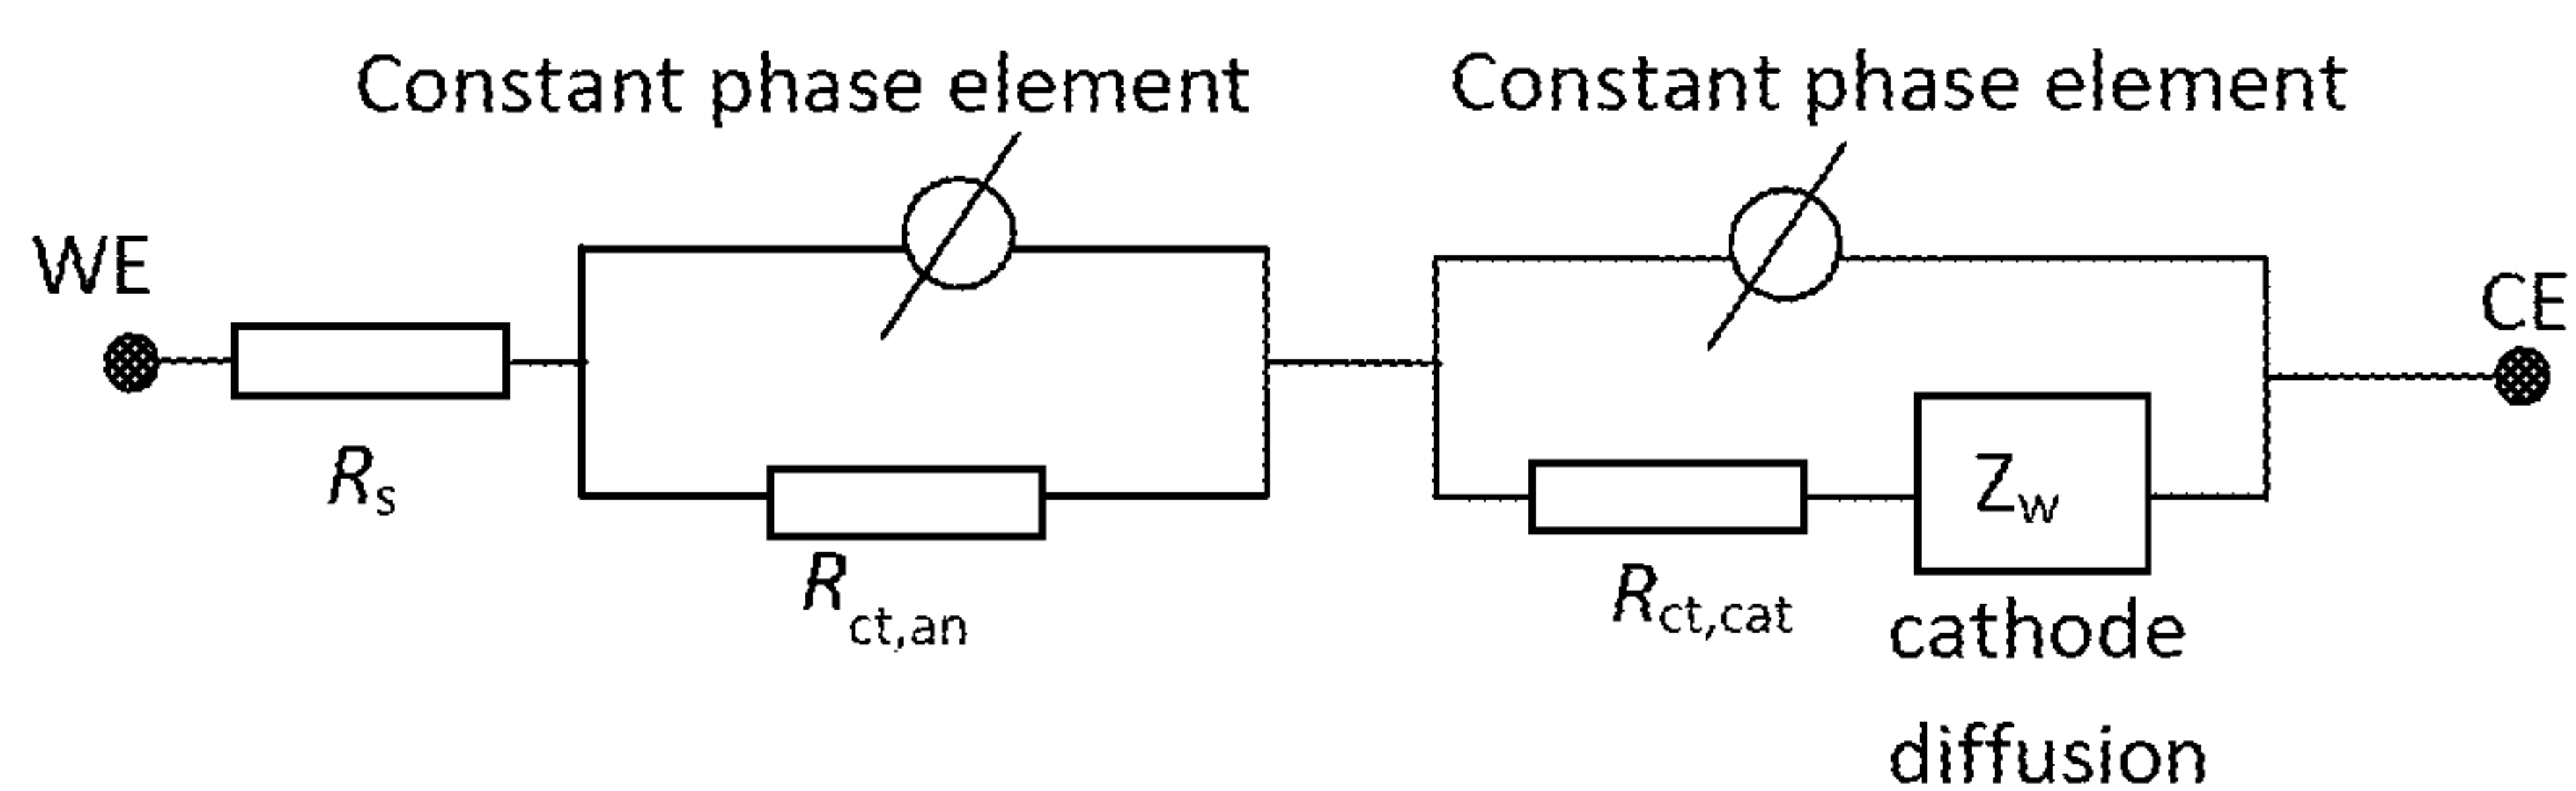 Constant phase element
Constant phase element
WE
CE
Rs
Zw
Rct,an
Rct,cat
cathode
diffusion